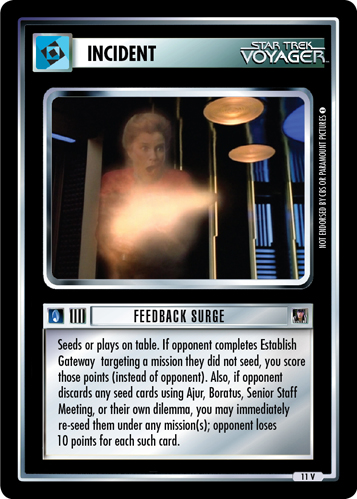 INCIDENT
STAR TREK
VOYAGER
NOT ENDORSED BY CBS OR PARAMOUNT PICTURES
FEEDBACK SURGE
Seeds or plays on table. If opponent completes Establish
Gateway targeting a mission they did not seed, you score
those points (instead of opponent). Also, if opponent
discards any seed cards using Ajur, Boratus, Senior Staff
Meeting, or their own dilemma, you may immediately
re-seed them under any mission(s); opponent loses
10 points for each such card.
11 V